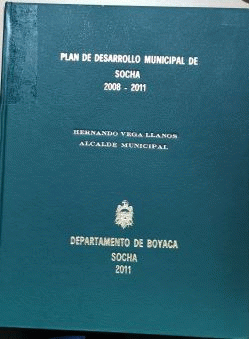 PLAN DE DESARROLLO MUNICIPAL DE
SOCHA
2008 - 2011
HERNANDO VEGA LLANOS
ALCALDE MUNICIPAL
DEPARTAMENTO DE BOYACA
SOCHA
2011